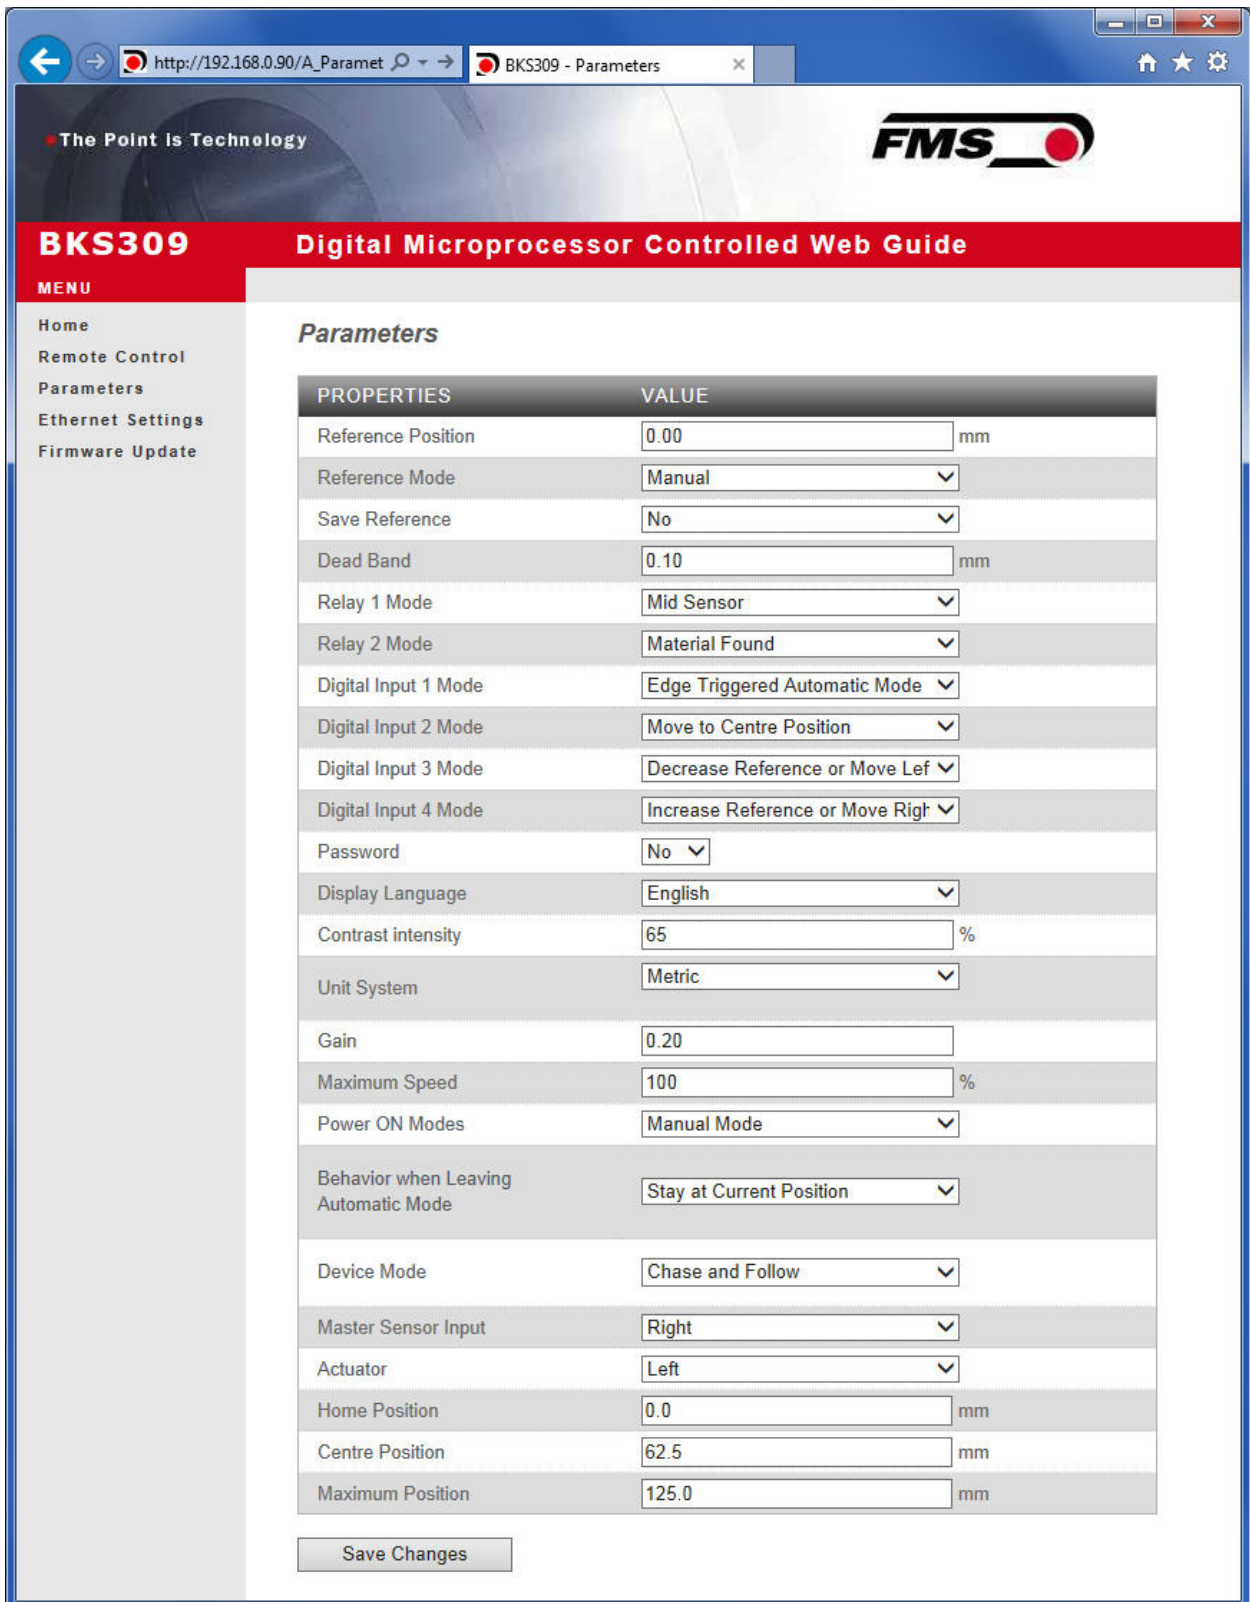 http://192.168.0.90/A_Paramet
BKS309 - Parameters
The Point is Technology
FMS
BKS309 Digital Microprocessor Controlled Web Guide
MENU
Home
Remote Control
Parameters
Ethernet Settings
Firmware Update
Parameters
PROPERTIES VALUE
Reference Position 0.00 mm
Reference Mode Manual
Save Reference No
Dead Band 0.10 mm
Relay 1 Mode Mid Sensor
Relay 2 Mode Material Found
Digital Input 1 Mode Edge Triggered Automatic Mode
Digital Input 2 Mode Move to Centre Position
Digital Input 3 Mode Decrease Reference or Move Lef
Digital Input 4 Mode Increase Reference or Move Righ
Password No
Display Language English
Contrast intensity 65 %
Unit System Metric
Gain 0.20
Maximum Speed 100 %
Power ON Modes Manual Mode
Behavior when Leaving
Automatic Mode Stay at Current Position
Device Mode Chase and Follow
Master Sensor Input Right
Actuator Left
Home Position 0.0 mm
Centre Position 62.5 mm
Maximum Position 125.0 mm
Save Changes